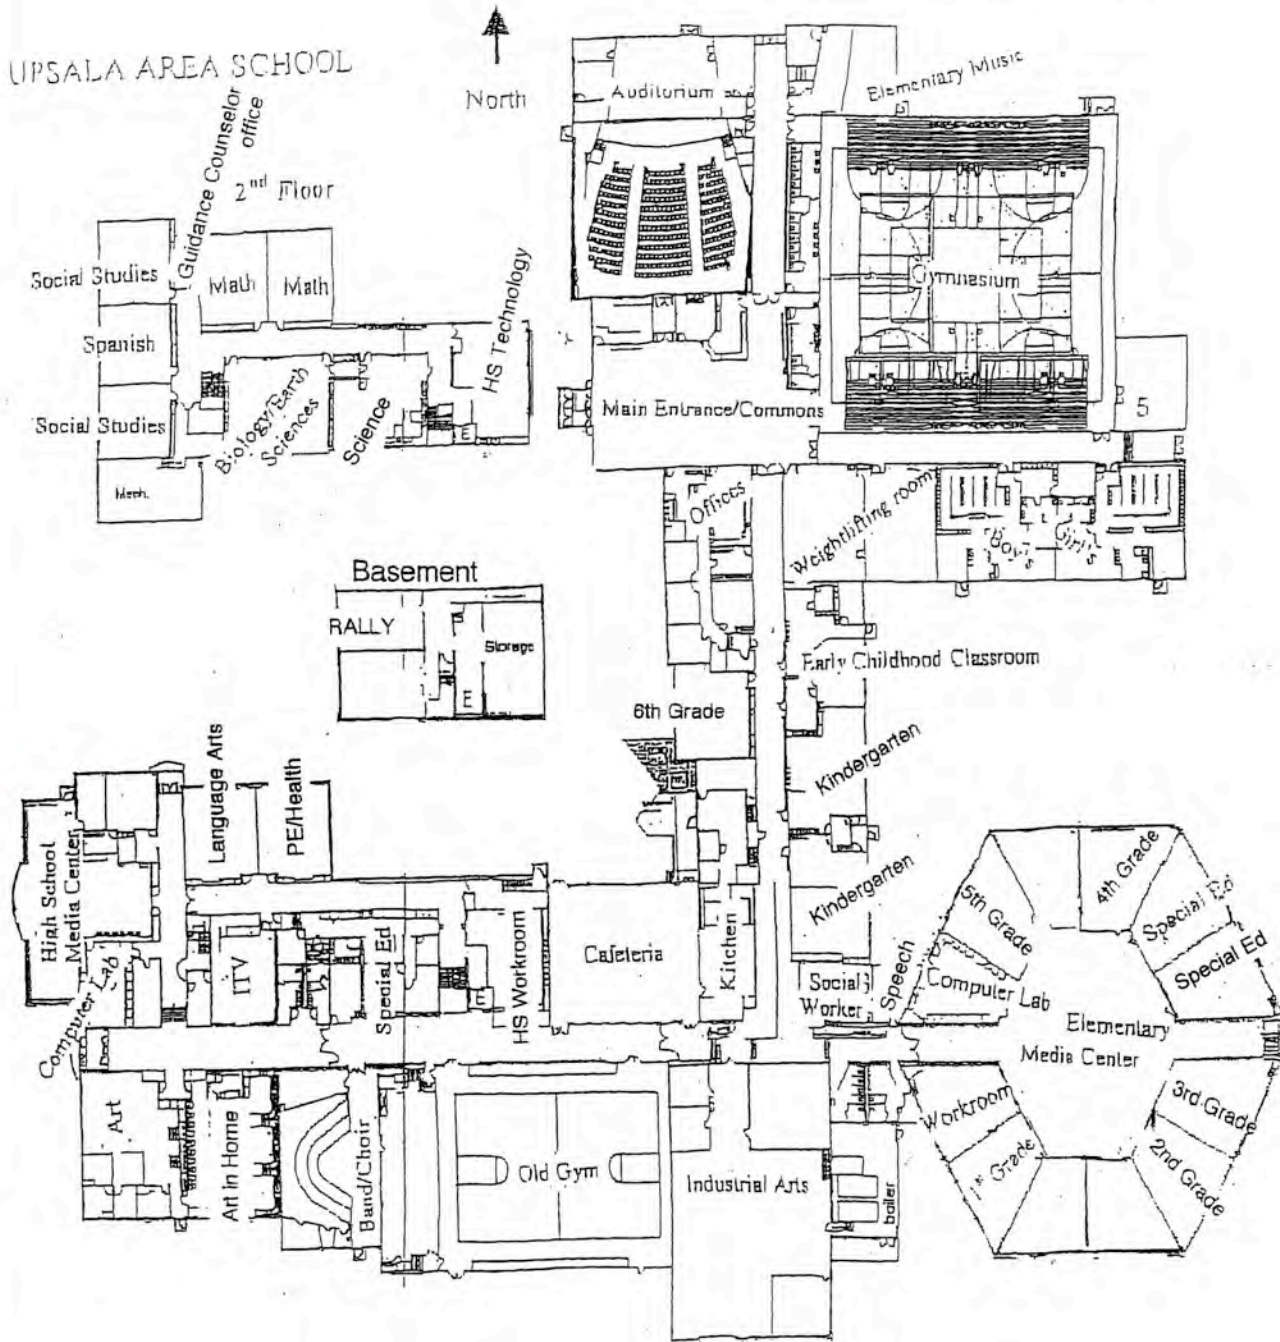 UPSALA AREA SCHOOL
North
Auditorium
Elementary Music
Guidance Counselor
office
2nd Floor
Social Studies
Math
Math
Spanish
Social Studies
Mech.
Biology/Earth
Sciences
Science
HS Technology
E
Gymnasium
Main Entrance/Commons
5
Offices
Weightlifting room
Boy's
Girl's
Basement
RALLY
Storage
E
Early Childhood Classroom
6th Grade
E
Kindergarten
Kindergarten
Language Arts
PE/Health
High School
Media Center
Computer Lab
ITV
Special Ed
E
HS Workroom
Cafeteria
Kitchen
Social
Worker
Speech
5th Grade
4th Grade
Special Ed
Special Ed
Computer Lab
Elementary
Media Center
Workroom
Grade
3rd Grade
2nd Grade
Art
Art In Home
Band/Choir
Old Gym
Industrial Arts
boiler